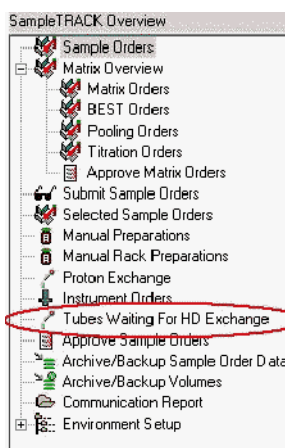 SampleTRACK Overview
Sample Orders
Matrix Overview
Matrix Orders
BEST Orders
Pooling Orders
Titration Orders
Approve Matrix Orders
Submit Sample Orders
Selected Sample Orders
Manual Preparations
Manual Rack Preparations
Proton Exchange
Instrument Orders
Tubes Waiting For HD Exchange
Approve Sample Orders
Archive/Backup Sample Order Data
Archive/Backup Volumes
Communication Report
Environment Setup